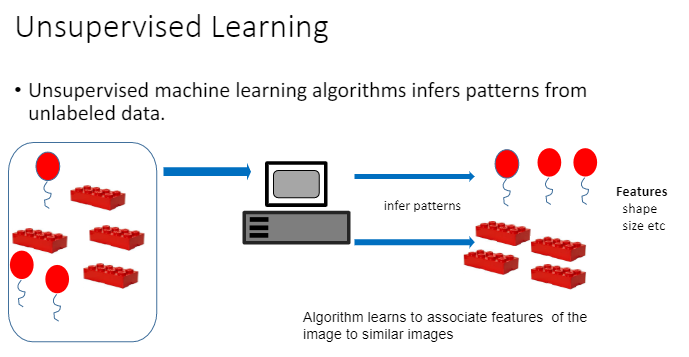 Unsupervised Learning
• Unsupervised machine learning algorithms infers patterns from
unlabeled data.
infer patterns
Features
shape
size etc
Algorithm learns to associate features of the
image to similar images